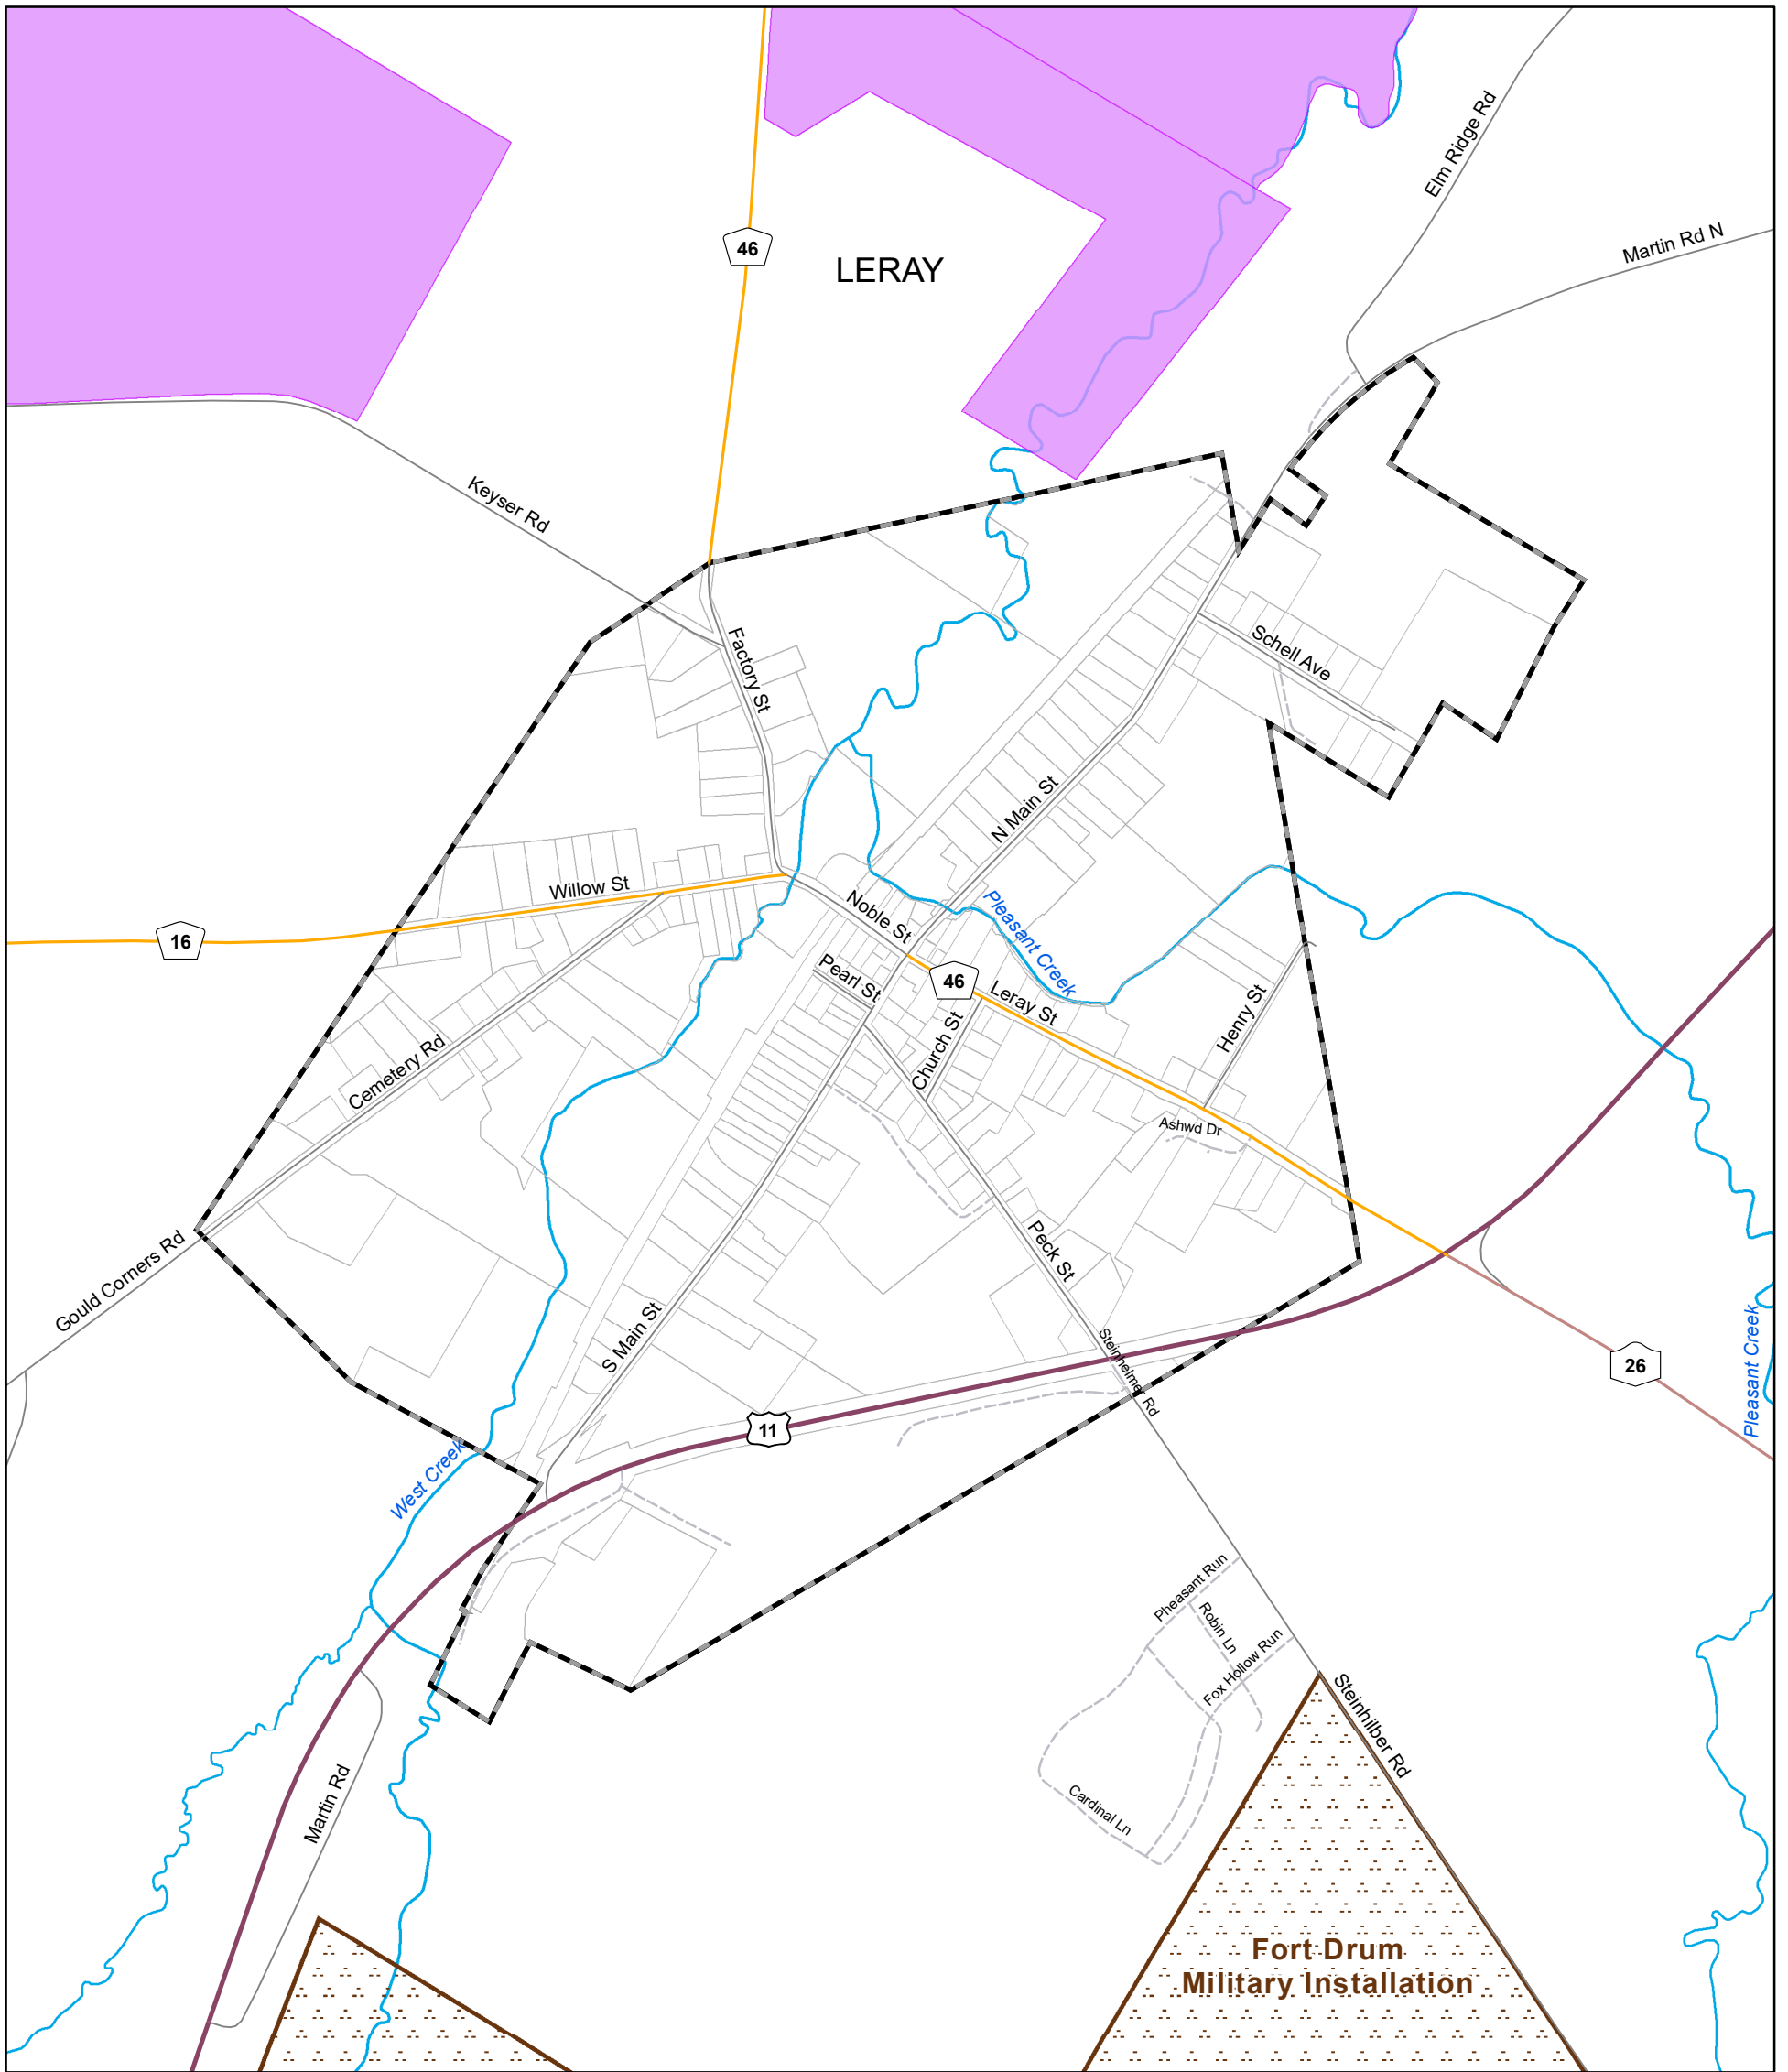 Elm Ridge Rd
Martin Rd N
46
LERAY
Keyser Rd
Factory St
Schell Ave
N Main St
Willow St
Noble St
Pleasant Creek
16
Pearl St
46
Leray St
Henry St
Church St
Cemetery Rd
Ashwd Dr
Gould Corners Rd
Peck St
S Main St
Steinhelmer Rd
26
Pleasant Creek
11
West Creek
Pheasant Run
Robin Ln
Fox Hollow Run
Steinhilber Rd
Martin Rd
Cardinal Ln
Fort Drum
Military Installation